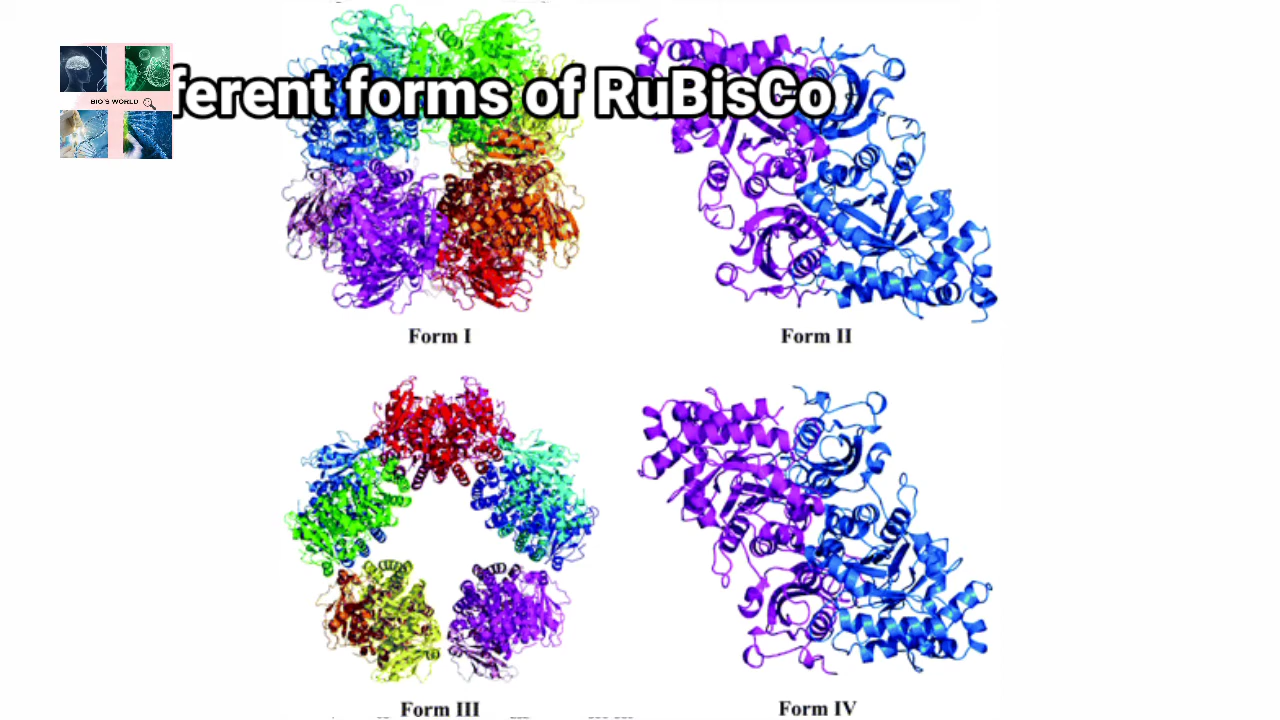 ferent forms of RuBisCo
BIO'S WORLD
Form I
Form II
Form III
Form IV